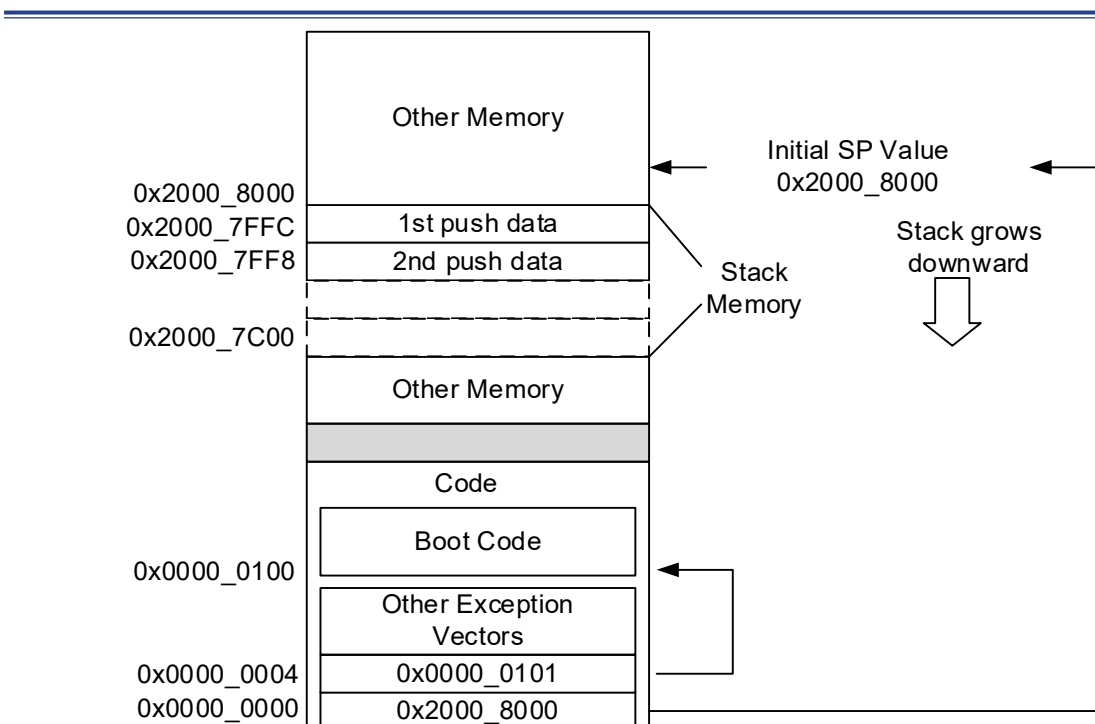 Other Memory
Initial SP Value
0x2000_8000
0x2000_8000
0x2000_7FFC
1st push data
Stack grows
downward
0x2000_7FF8
2nd push data
Stack
Memory
0x2000_7C00
Other Memory
Code
Boot Code
0x0000_0100
Other Exception
Vectors
0x0000_0004
0x0000_0101
0x0000_0000
0x2000_8000